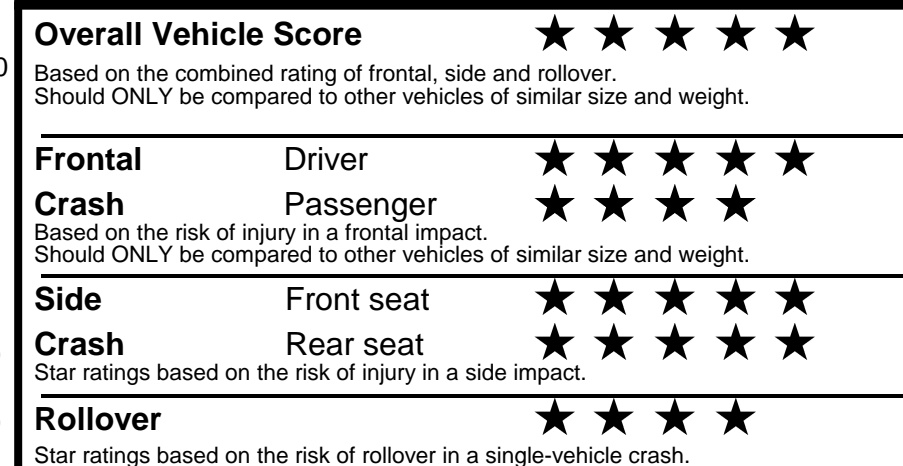 Overall Vehicle Score ★ ★ ★ ★ ★
Based on the combined rating of frontal, side and rollover.
Should ONLY be compared to other vehicles of similar size and weight.
Frontal Driver ★ ★ ★ ★ ★
Crash Passenger ★ ★ ★ ★
Based on the risk of injury in a frontal impact.
Should ONLY be compared to other vehicles of similar size and weight.
Side Front seat ★ ★ ★ ★ ★
Crash Rear seat ★ ★ ★ ★ ★
Star ratings based on the risk of injury in a side impact.
Rollover ★ ★ ★ ★
Star ratings based on the risk of rollover in a single-vehicle crash.